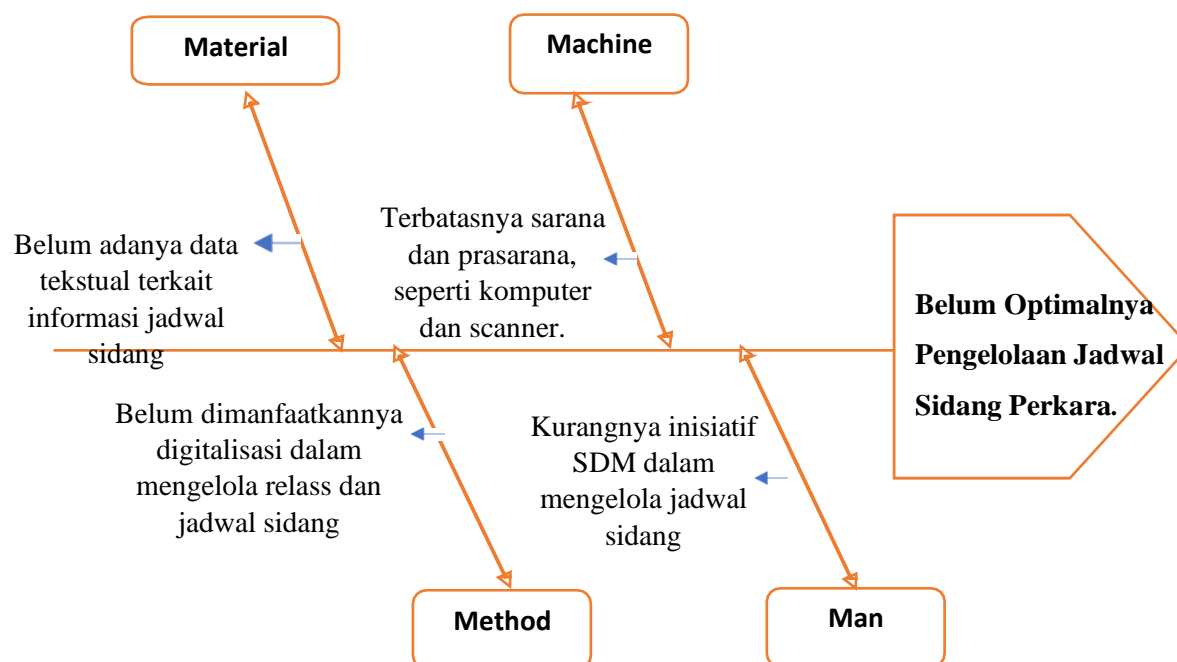 Material
Machine
Belum adanya data
tekstual terkait
informasi jadwal
sidang
Terbatasnya sarana
dan prasarana,
seperti komputer
dan scanner.
Belum Optimalnya
Pengelolaan Jadwal
Sidang Perkara.
Belum dimanfaatkannya
digitalisasi dalam
mengelola relass dan
jadwal sidang
Kurangnya inisiatif
SDM dalam
mengelola jadwal
sidang
Method
Man